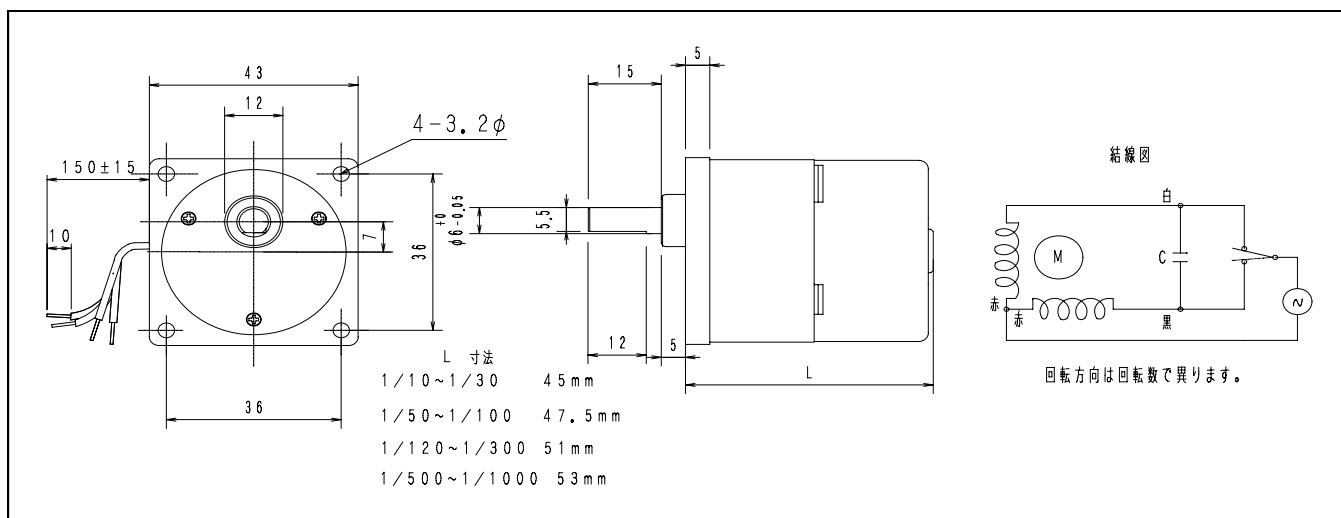 43
12
4-3.2φ
150±15
10
7
36
36
L 寸法
1/10~1/30 45mm
1/50~1/100 47.5mm
1/120~1/300 51mm
1/500~1/1000 53mm
5
15
φ6 +0 -0.05
5.5
12
5
L
結線図
白
M
C
赤
赤
黒
回転方向は回転数で異ります。